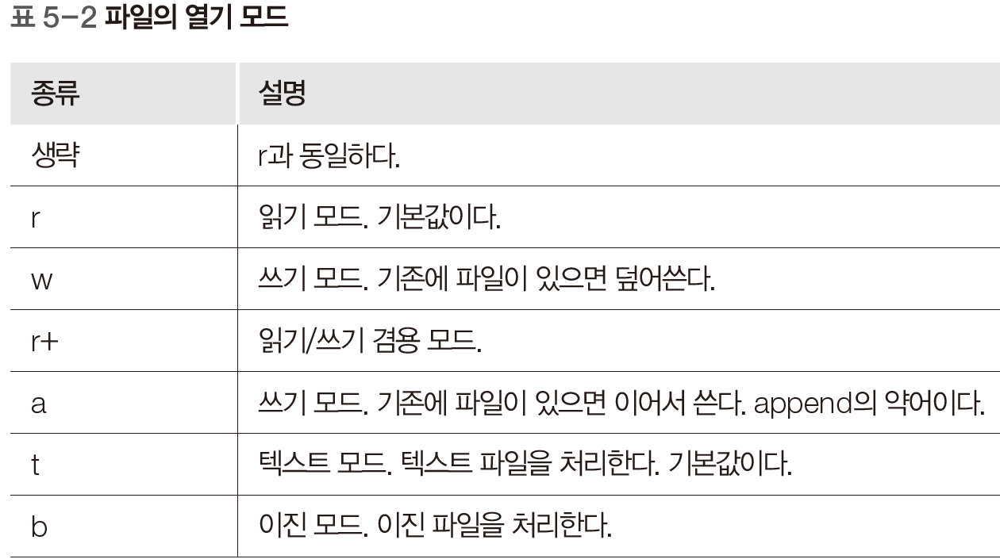 표 5-2 파일의 열기 모드
종류 설명
생략 r과 동일하다.
r 읽기 모드. 기본값이다.
w 쓰기 모드. 기존에 파일이 있으면 덮어쓴다.
r+ 읽기/쓰기 겸용 모드.
a 쓰기 모드. 기존에 파일이 있으면 이어서 쓴다. append의 약어이다.
t 텍스트 모드. 텍스트 파일을 처리한다. 기본값이다.
b 이진 모드. 이진 파일을 처리한다.